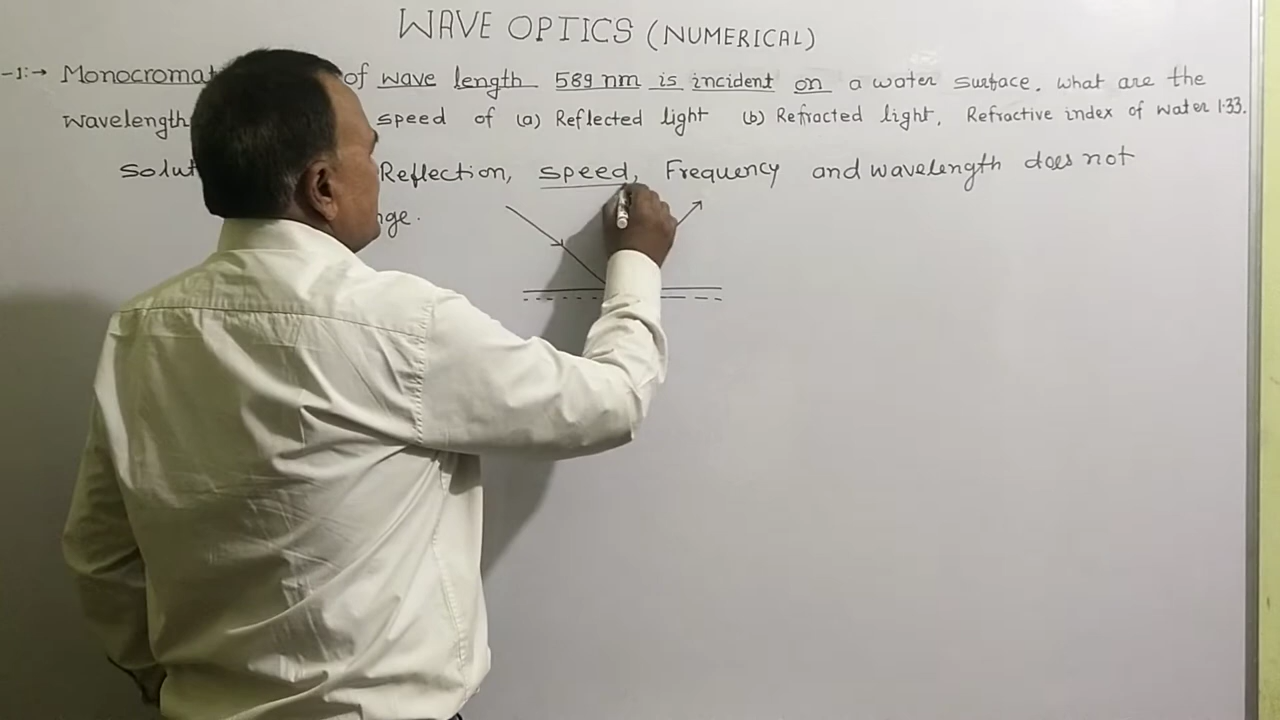 WAVE OPTICS (NUMERICAL)
-1:→ Monocromat of wave length 589 nm is incident on a water surface. what are the
wavelength speed of (a) Reflected light (b) Refracted light. Refractive index of water 1.33.
Solut Reflection, speed, Frequency and wavelength does not
nge.